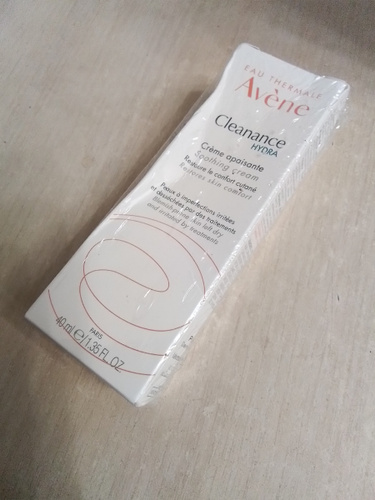 EAU THERMALE
Avène
Cleanance
HYDRA
Crème apaisante
Soothing cream
Restaure le confort cutané
Restores skin comfort
Peaux à imperfections irritées
et desséchées par des traitements
Blemish-prone skin left dry
and irritated by treatments
PARIS
40 ml e/1.35 FL. OZ